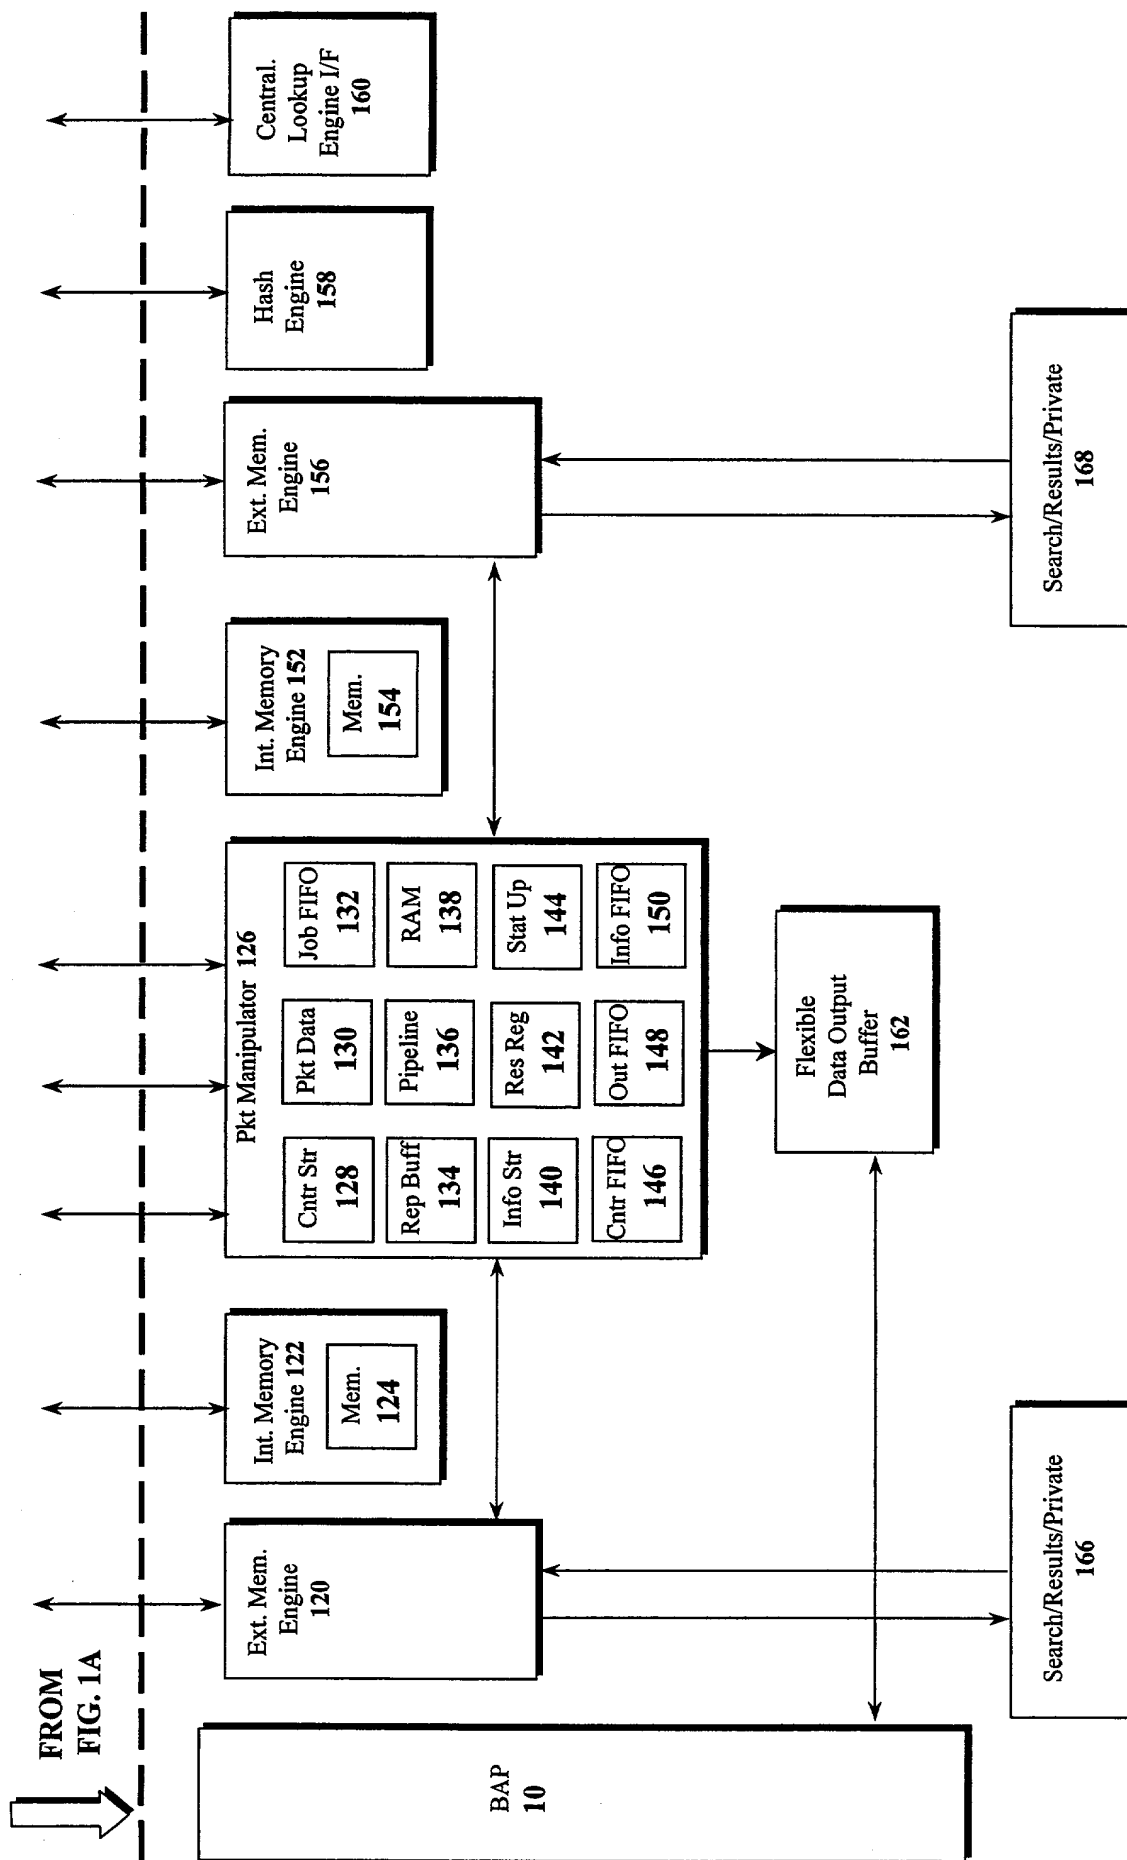 FROM
FIG. 1A
BAP
10
Ext. Mem.
Engine
120
Int. Memory
Engine 122
Mem.
124
Pkt Manipulator 126
Cntr Str
128
Pkt Data
130
Job FIFO
132
Rep Buff
134
Pipeline
136
RAM
138
Info Str
140
Res Reg
142
Stat Up
144
Cntr FIFO
146
Out FIFO
148
Info FIFO
150
Int. Memory
Engine 152
Mem.
154
Ext. Mem.
Engine
156
Hash
Engine
158
Central.
Lookup
Engine I/F
160
Flexible
Data Output
Buffer
162
Search/Results/Private
166
Search/Results/Private
168